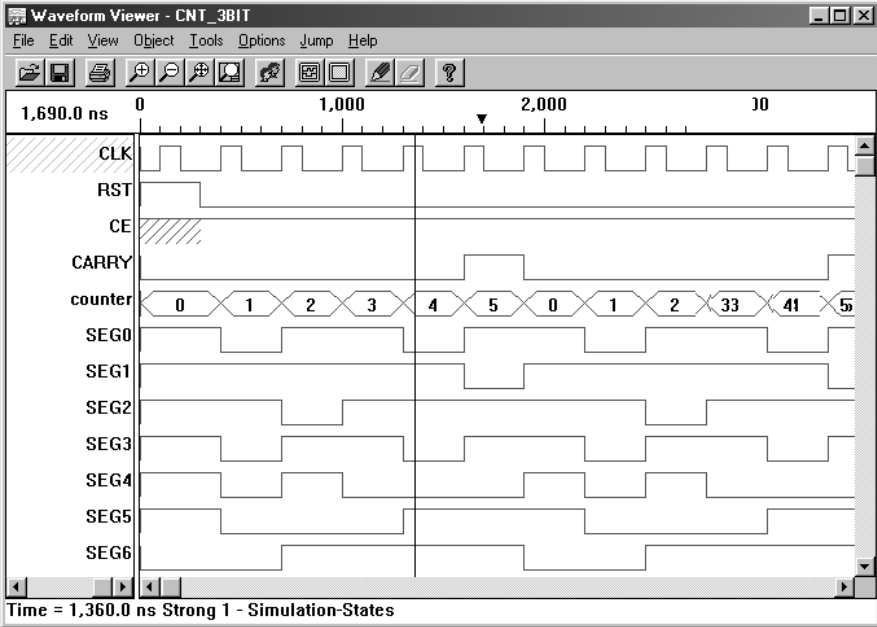 Waveform Viewer - CNT_3BIT
File Edit View Object Tools Options Jump Help
1,690.0 ns 0 1,000 2,000 00
CLK
RST
CE
CARRY
counter 0 1 2 3 4 5 0 1 2 33 41 5
SEG0
SEG1
SEG2
SEG3
SEG4
SEG5
SEG6
Time = 1,360.0 ns Strong 1 - Simulation-States